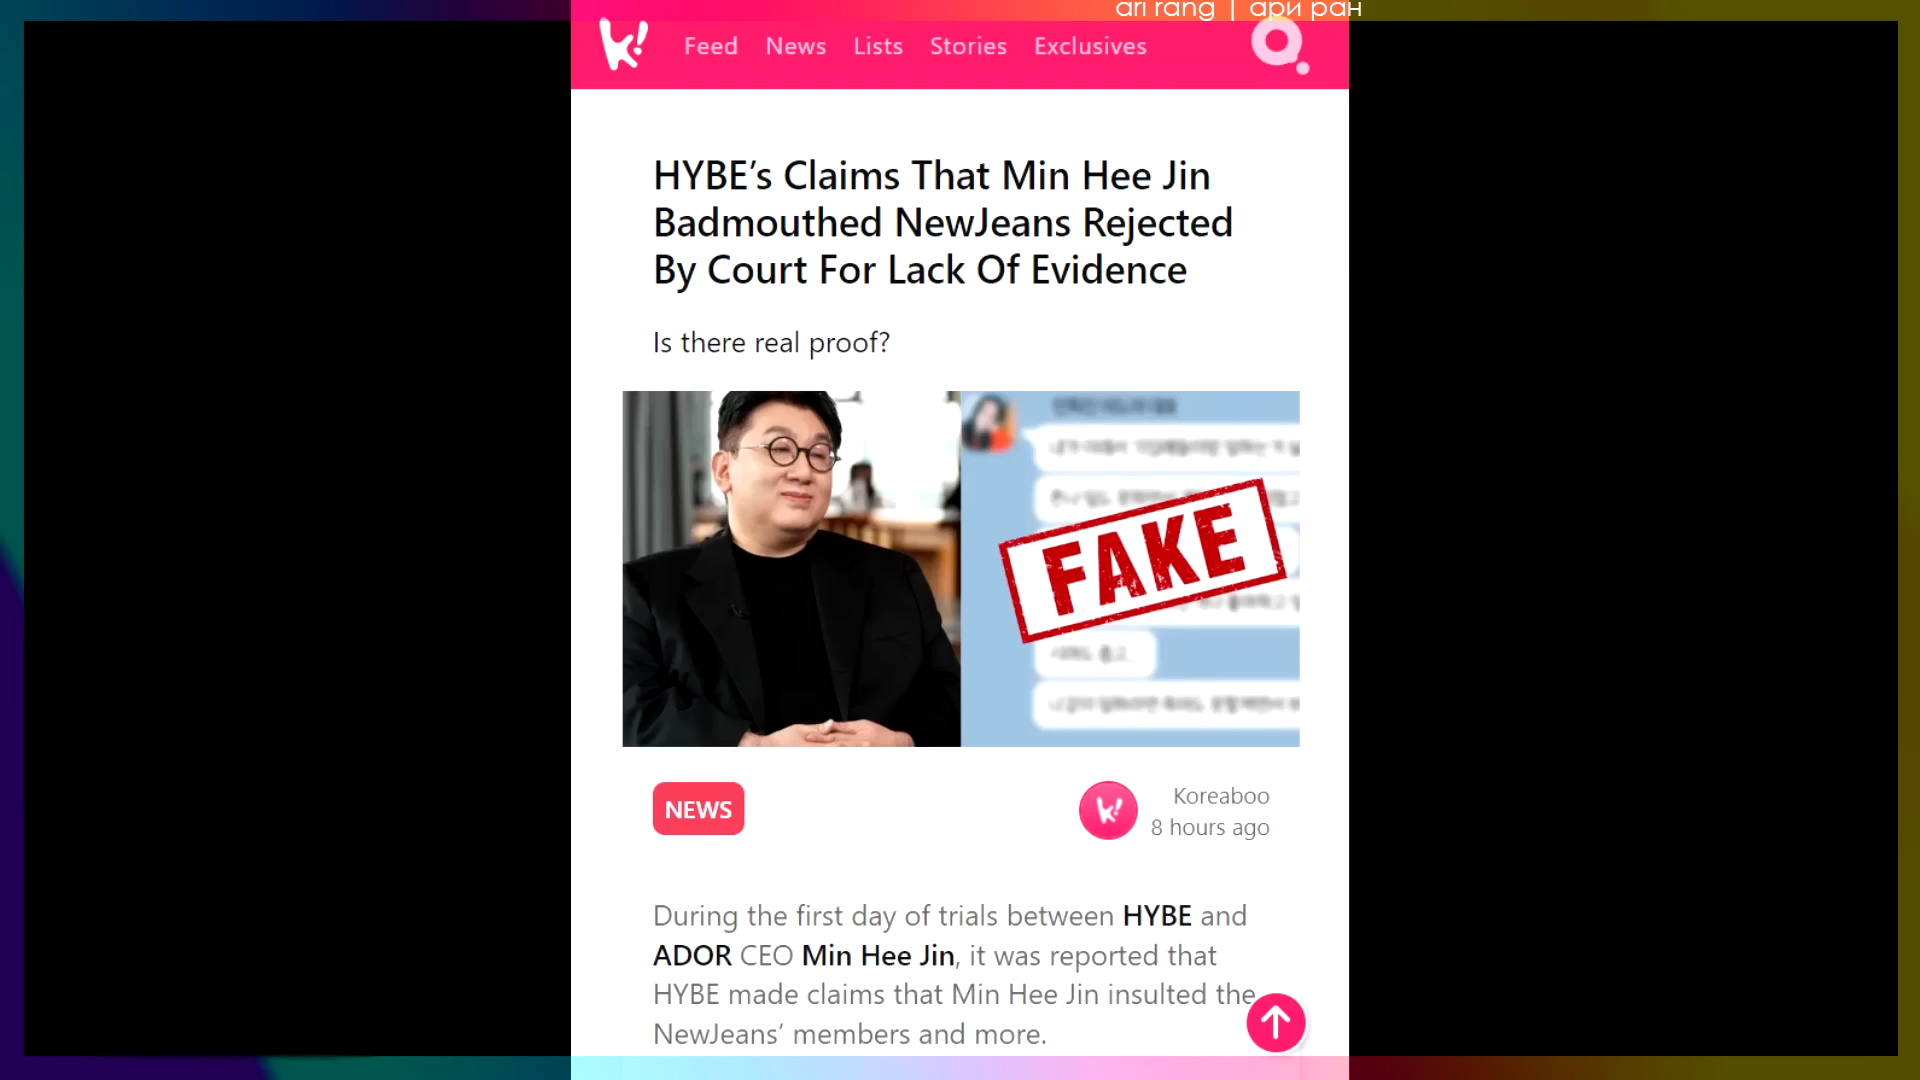 ari rang | ари ран
k!
Feed News Lists Stories Exclusives
HYBE’s Claims That Min Hee Jin
Badmouthed NewJeans Rejected
By Court For Lack Of Evidence
Is there real proof?
FAKE
NEWS
k!
Koreaboo
8 hours ago
During the first day of trials between HYBE and
ADOR CEO Min Hee Jin, it was reported that
HYBE made claims that Min Hee Jin insulted the
NewJeans’ members and more.